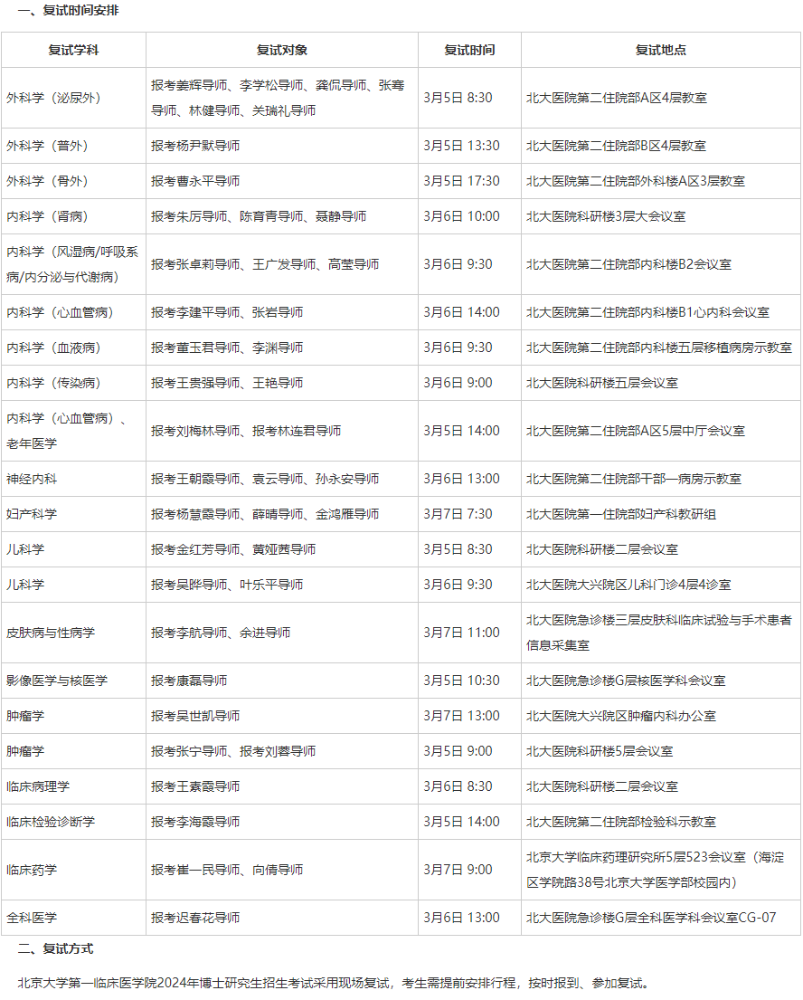 一、复试时间安排
复试学科 复试对象 复试时间 复试地点
外科学（泌尿外） 报考姜辉导师、李学松导师、龚侃导师、张骞 3月5日 8:30 北大医院第二住院部A区4层教室
导师、林健导师、关瑞礼导师
外科学（普外） 报考杨尹默导师 3月5日 13:30 北大医院第二住院部B区4层教室
外科学（骨外） 报考曹永平导师 3月5日 17:30 北大医院第二住院部外科楼A区3层教室
内科学（肾病） 报考朱厉导师、陈育青导师、聂静导师 3月6日 10:00 北大医院科研楼3层大会议室
内科学（风湿病/呼吸系
病/内分泌与代谢病） 报考张卓莉导师、王广发导师、高莹导师 3月6日 9:30 北大医院第二住院部内科楼B2会议室
内科学（心血管病） 报考李建平导师、张岩导师 3月6日 14:00 北大医院第二住院部内科楼B1心内科会议室
内科学（血液病） 报考董玉君导师、李渊导师 3月6日 9:30 北大医院第二住院部内科楼五层移植病房示教室
内科学（传染病） 报考王贵强导师、王艳导师 3月6日 9:00 北大医院科研楼五层会议室
内科学（心血管病）、
老年医学 报考刘梅林导师、报考林连君导师 3月5日 14:00 北大医院第二住院部A区5层中厅会议室
神经内科 报考王朝霞导师、袁云导师、孙永安导师 3月6日 13:00 北大医院第二住院部干部一病房示教室
妇产科学 报考杨慧霞导师、薛晴导师、金鸿雁导师 3月7日 7:30 北大医院第一住院部妇产科教研组
儿科学 报考金红芳导师、黄娅茜导师 3月5日 8:30 北大医院科研楼二层会议室
儿科学 报考吴晔导师、叶乐平导师 3月6日 9:30 北大医院大兴院区儿科门诊4层4诊室
皮肤病与性病学 报考李航导师、余进导师 3月7日 11:00 北大医院急诊楼三层皮肤科临床试验与手术患者
信息采集室
影像医学与核医学 报考康磊导师 3月5日 10:30 北大医院急诊楼G层核医学科会议室
肿瘤学 报考吴世凯导师 3月7日 13:00 北大医院大兴院区肿瘤内科办公室
肿瘤学 报考张宁导师、报考刘蓉导师 3月5日 9:00 北大医院科研楼5层会议室
临床病理学 报考王素霞导师 3月6日 8:30 北大医院科研楼二层会议室
临床检验诊断学 报考李海霞导师 3月5日 14:00 北大医院第二住院部检验科示教室
临床药学 报考崔一民导师、向倩导师 3月7日 9:00 北京大学临床药理研究所5层523会议室（海淀
区学院路38号北京大学医学部校园内）
全科医学 报考迟春花导师 3月6日 13:00 北大医院急诊楼G层全科医学科会议室CG-07
二、复试方式
北京大学第一临床医学院2024年博士研究生招生考试采用现场复试，考生需提前安排行程，按时报到、参加复试。